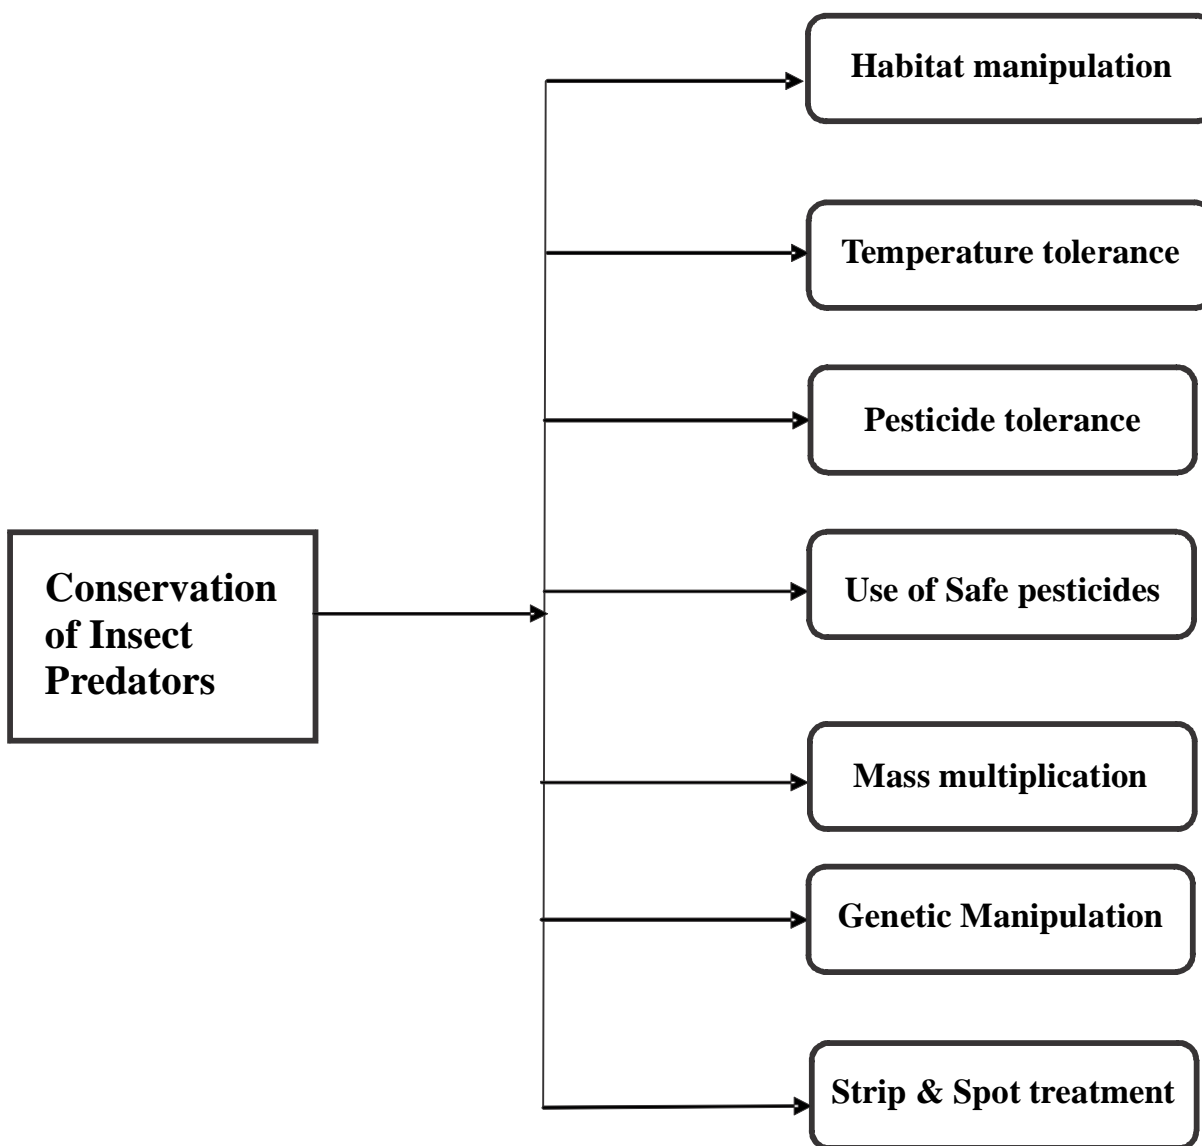 Habitat manipulation
Temperature tolerance
Pesticide tolerance
Conservation
of Insect
Predators
Use of Safe pesticides
Mass multiplication
Genetic Manipulation
Strip & Spot treatment